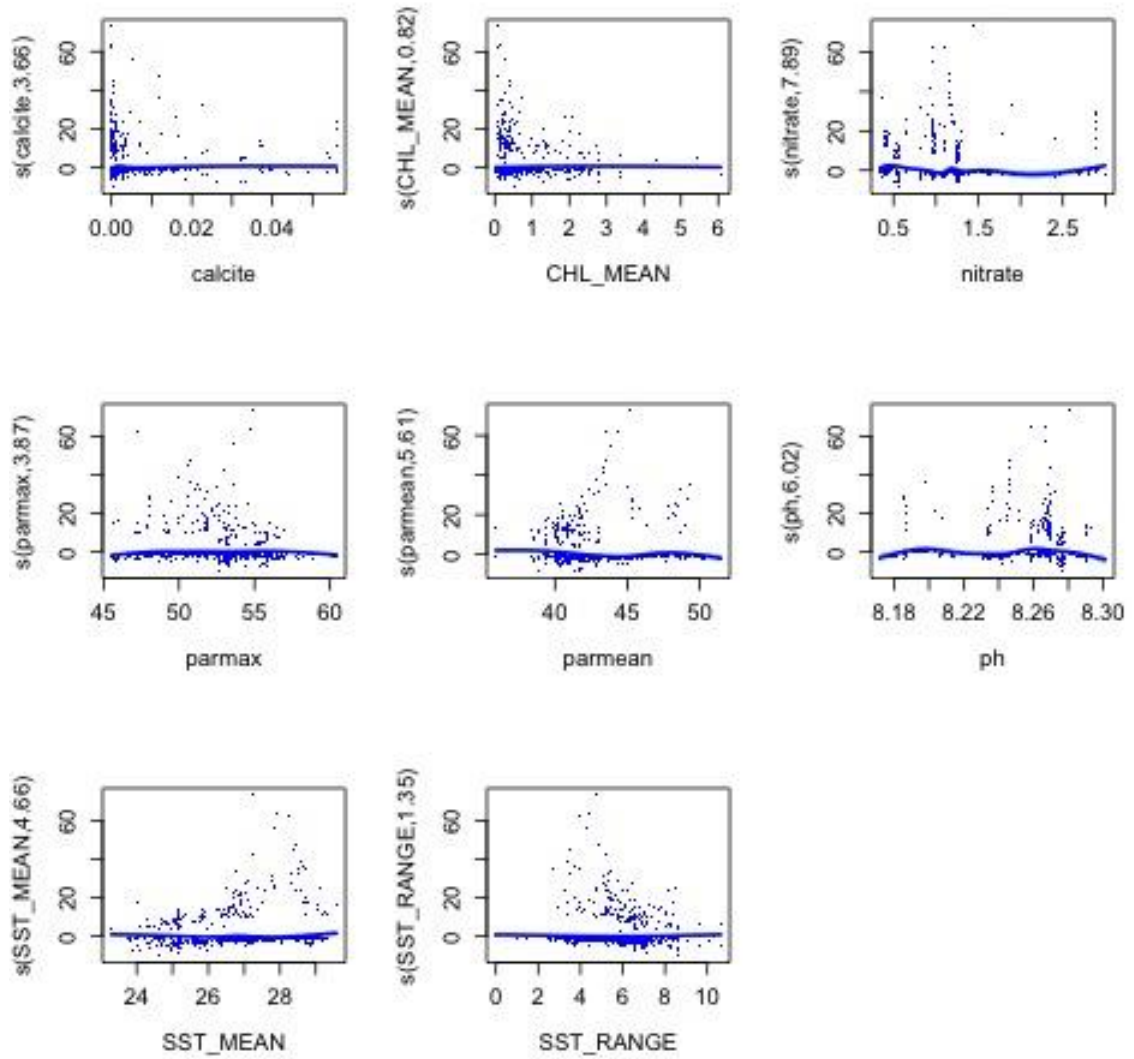 s(calcite,3.66)
60
20
0
0.00 0.02 0.04
calcite
s(CHL_MEAN,0.82)
60
20
0
0 1 2 3 4 5 6
CHL_MEAN
s(nitrate,7.89)
60
20
0
0.5 1.5 2.5
nitrate
s(parmax,3.87)
60
20
0
45 50 55 60
parmax
s(parmean,5.61)
60
20
0
40 45 50
parmean
s(ph,6.02)
60
20
0
8.18 8.22 8.26 8.30
ph
s(SST_MEAN,4.66)
60
20
0
24 26 28
SST_MEAN
s(SST_RANGE,1.35)
60
20
0
0 2 4 6 8 10
SST_RANGE